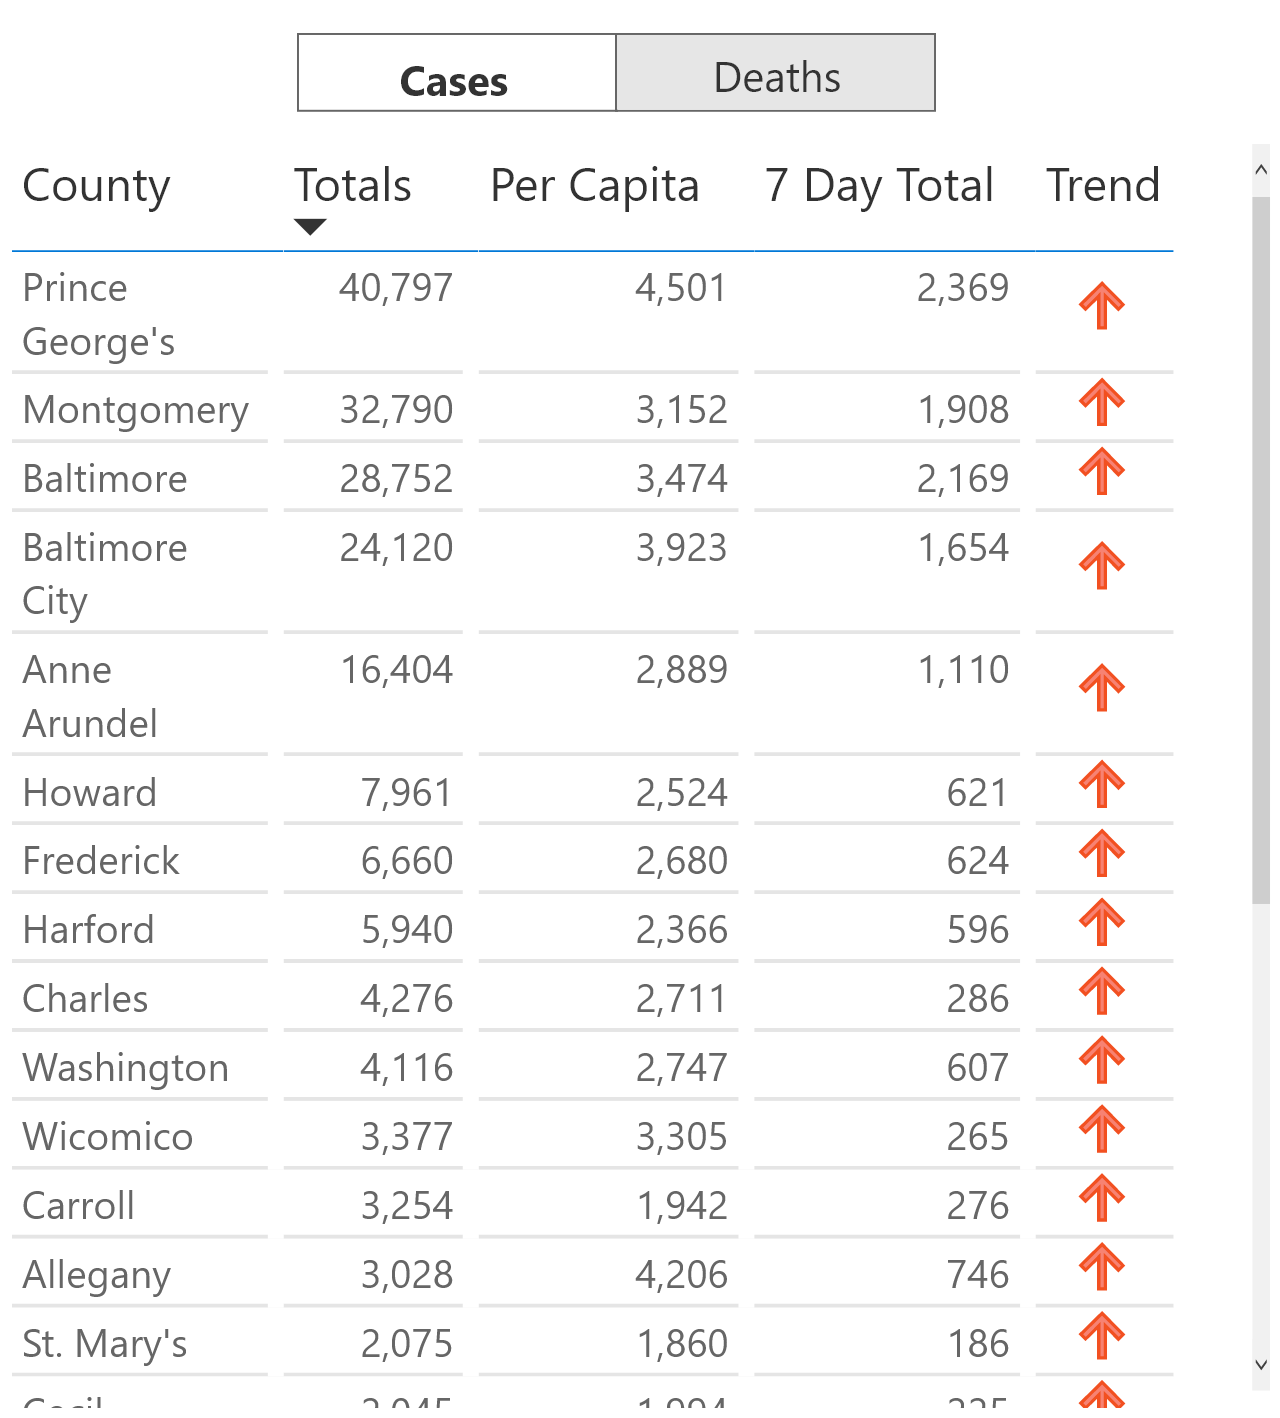 Cases Deaths
County Totals Per Capita 7 Day Total Trend
Prince 40,797 4,501 2,369
George's
Montgomery 32,790 3,152 1,908
Baltimore 28,752 3,474 2,169
Baltimore 24,120 3,923 1,654
City
Anne 16,404 2,889 1,110
Arundel
Howard 7,961 2,524 621
Frederick 6,660 2,680 624
Harford 5,940 2,366 596
Charles 4,276 2,711 286
Washington 4,116 2,747 607
Wicomico 3,377 3,305 265
Carroll 3,254 1,942 276
Allegany 3,028 4,206 746
St. Mary's 2,075 1,860 186
Cecil